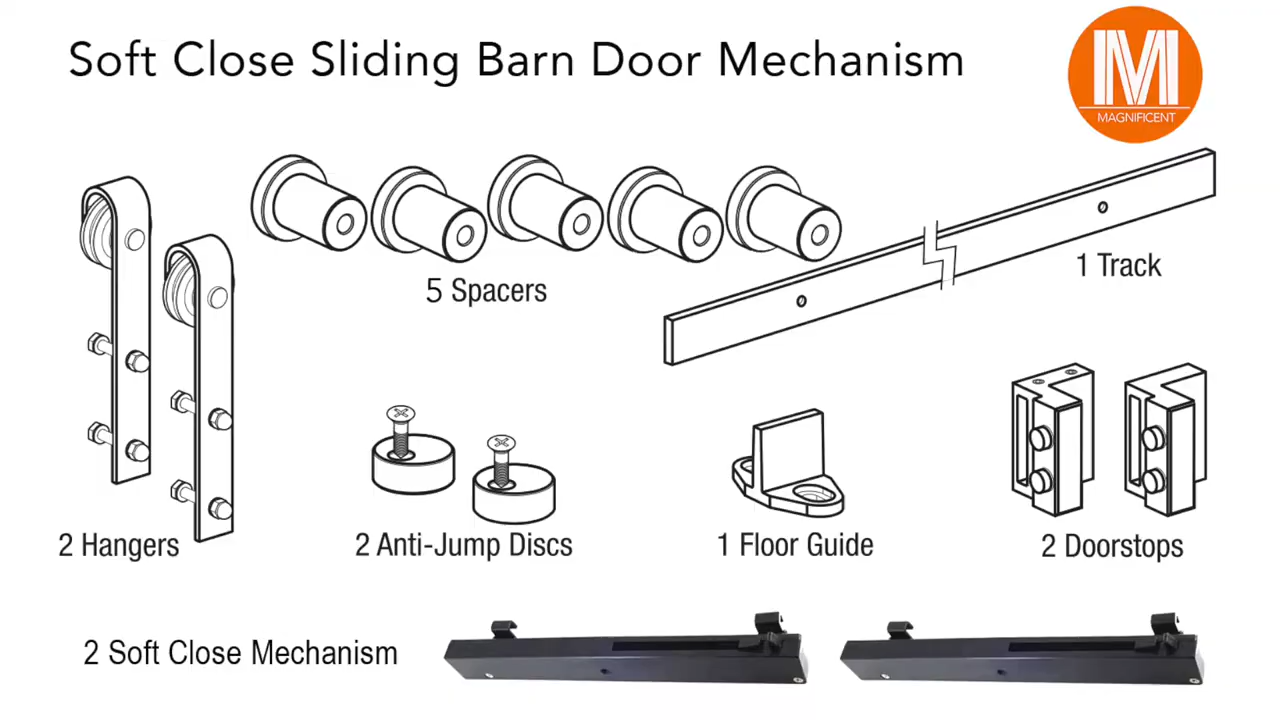 Soft Close Sliding Barn Door Mechanism
M
MAGNIFICENT
5 Spacers
1 Track
2 Hangers
2 Anti-Jump Discs
1 Floor Guide
2 Doorstops
2 Soft Close Mechanism